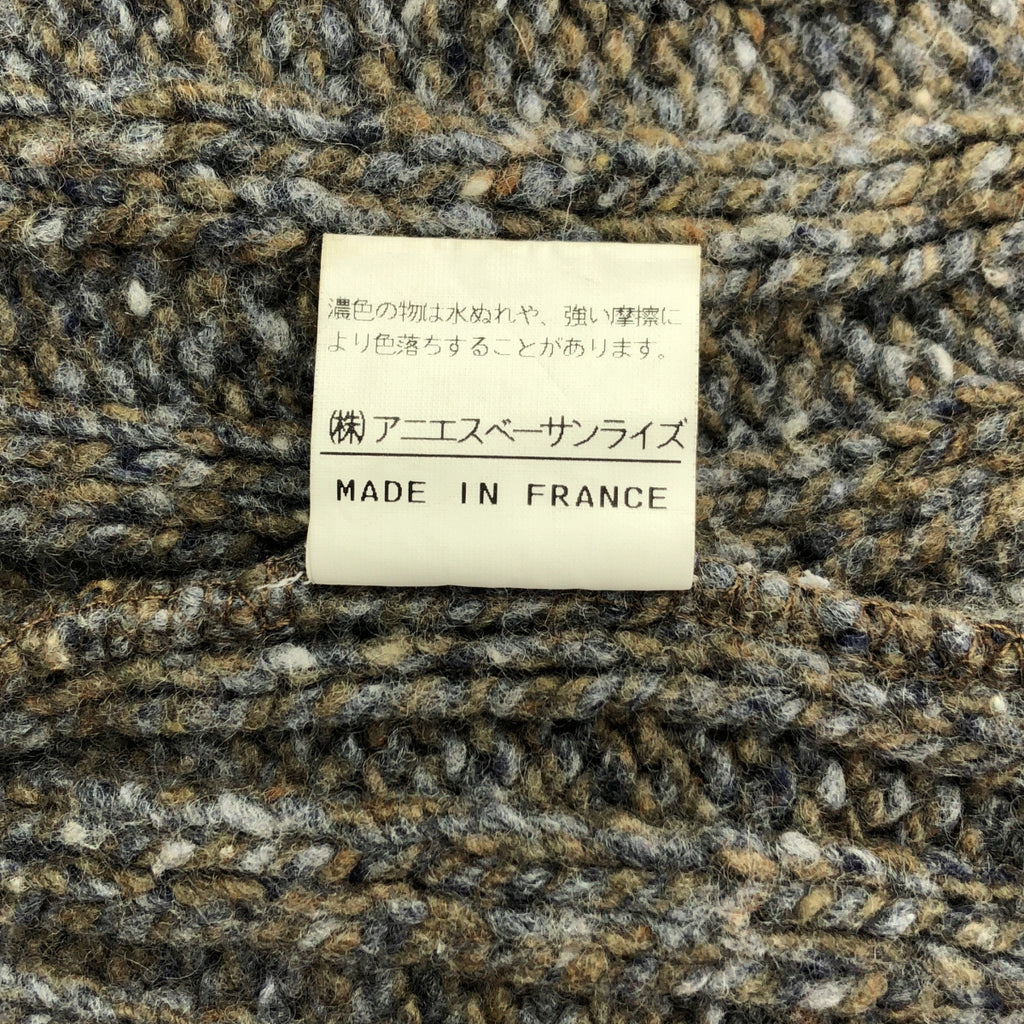 濃色の物は水ぬれや、強い摩擦に
より色落ちすることがあります。
㈱アニエスベーサンライズ
MADE IN FRANCE